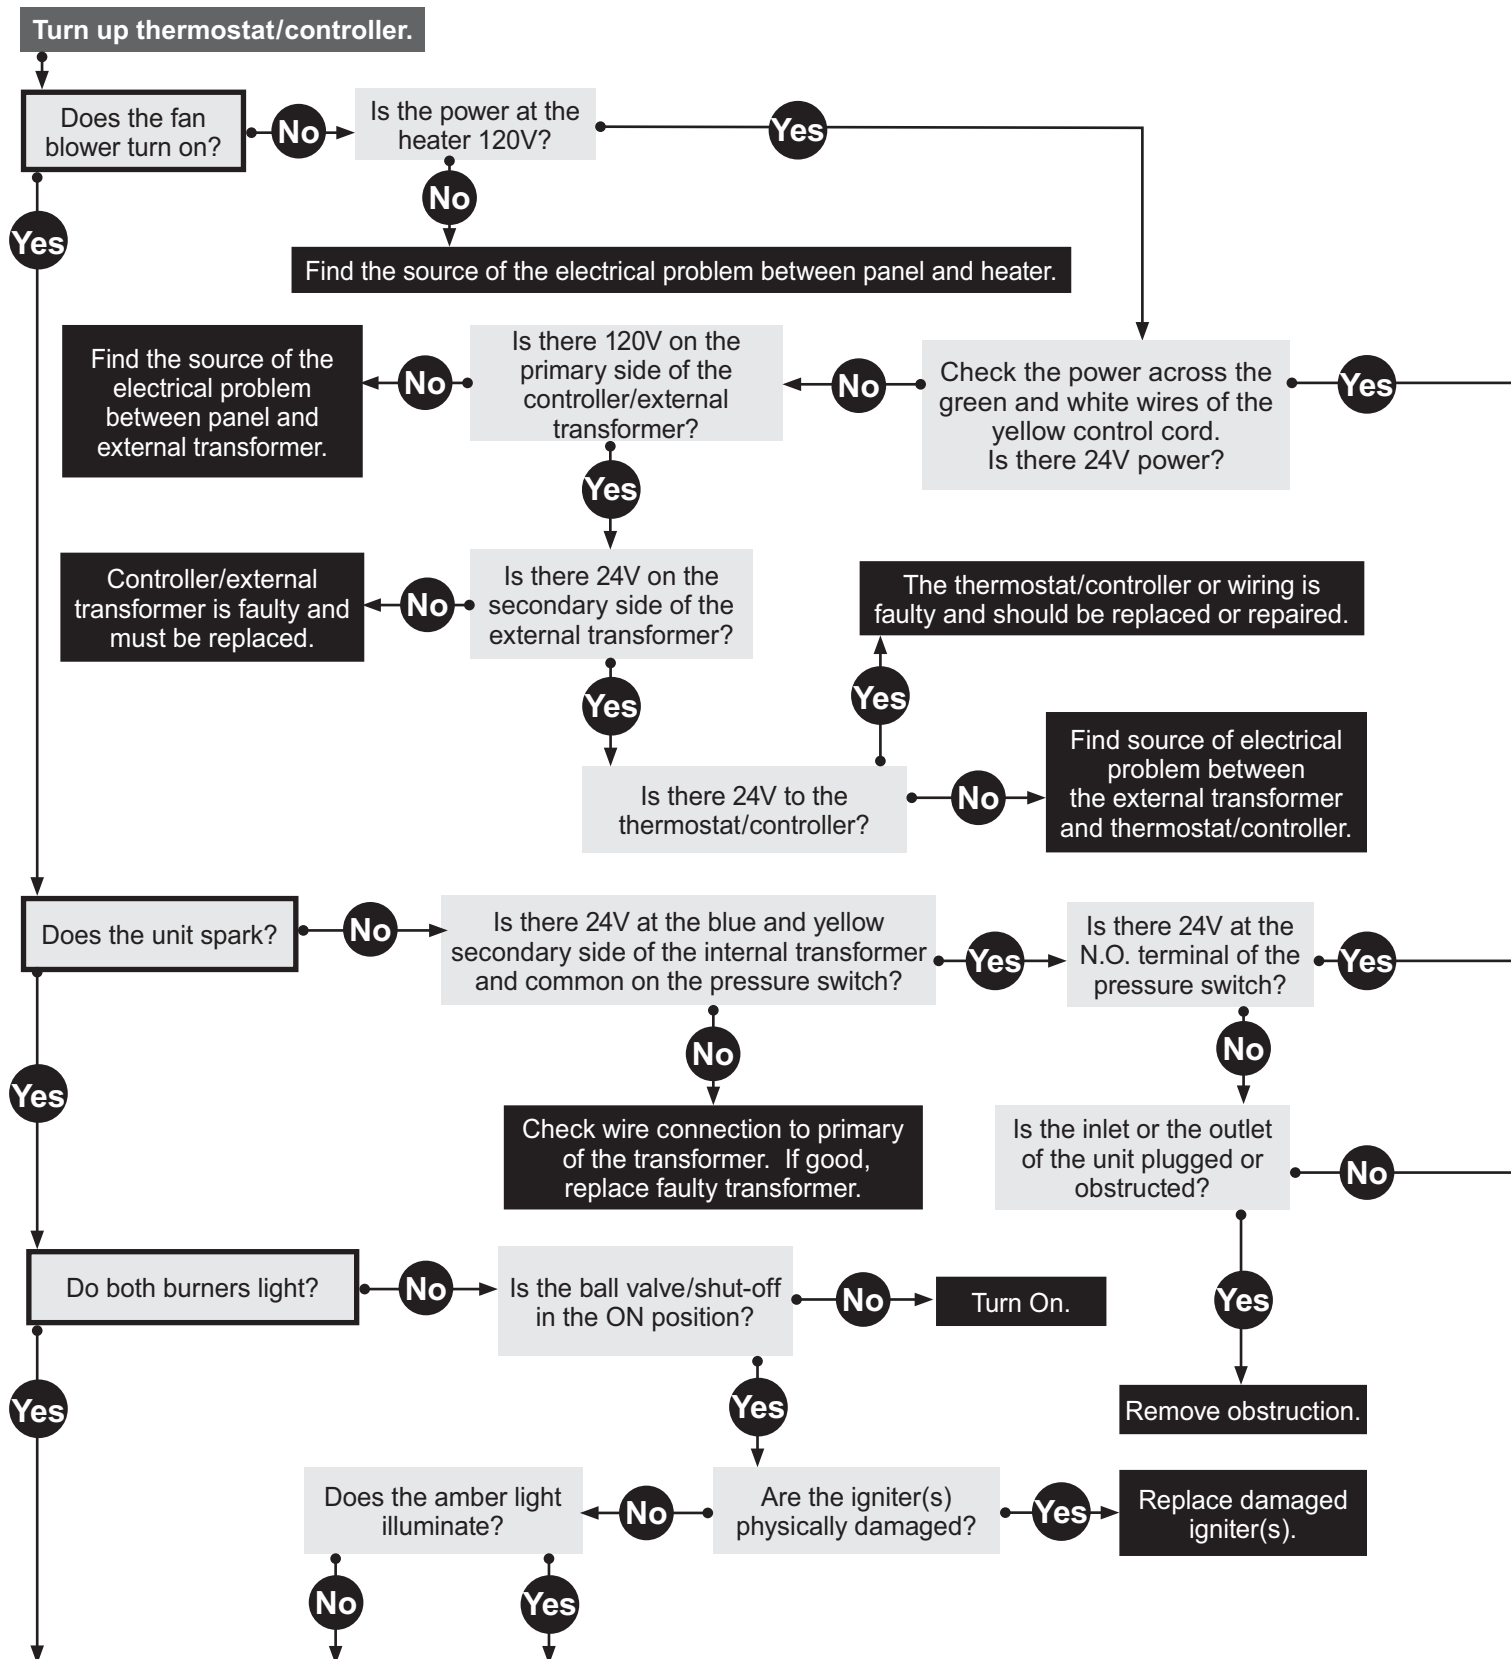 Turn up thermostat/controller.
Does the fan
blower turn on?
No
Is the power at the
heater 120V?
Yes
No
Yes
Find the source of the electrical problem between panel and heater.
Find the source of the
electrical problem
between panel and
external transformer.
No
Is there 120V on the
primary side of the
controller/external
transformer?
No
Check the power across the
green and white wires of the
yellow control cord.
Is there 24V power?
Yes
Yes
Controller/external
transformer is faulty and
must be replaced.
No
Is there 24V on the
secondary side of the
external transformer?
The thermostat/controller or wiring is
faulty and should be replaced or repaired.
Yes
Yes
Is there 24V to the
thermostat/controller?
No
Find source of electrical
problem between
the external transformer
and thermostat/controller.
Does the unit spark?
No
Is there 24V at the blue and yellow
secondary side of the internal transformer
and common on the pressure switch?
Yes
Is there 24V at the
N.O. terminal of the
pressure switch?
Yes
No
No
Yes
Check wire connection to primary
of the transformer.  If good,
replace faulty transformer.
Is the inlet or the outlet
of the unit plugged or
obstructed?
No
Do both burners light?
No
Is the ball valve/shut-off
in the ON position?
No
Turn On.
Yes
Yes
Yes
Remove obstruction.
Does the amber light
illuminate?
No
Are the igniter(s)
physically damaged?
Yes
Replace damaged
igniter(s).
No
Yes